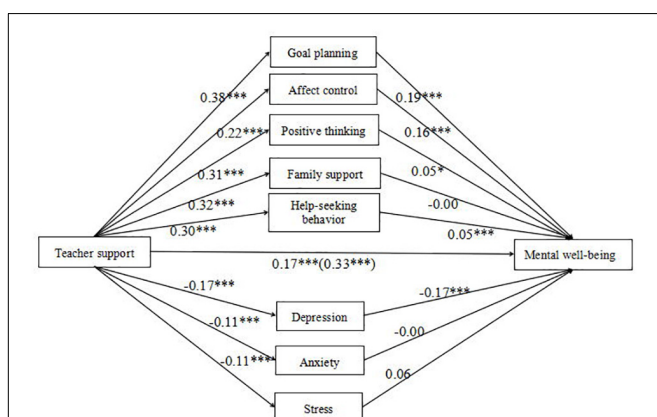 Goal planning
0.38***
0.19***
Affect control
0.22***
0.16***
Positive thinking
0.31***
0.05*
Family support
0.32***
-0.00
Help-seeking
behavior
0.30***
0.05***
Teacher support
0.17***(0.33***)
Mental well-being
-0.17***
-0.17***
Depression
-0.11***
-0.00
Anxiety
-0.11***
0.06
Stress